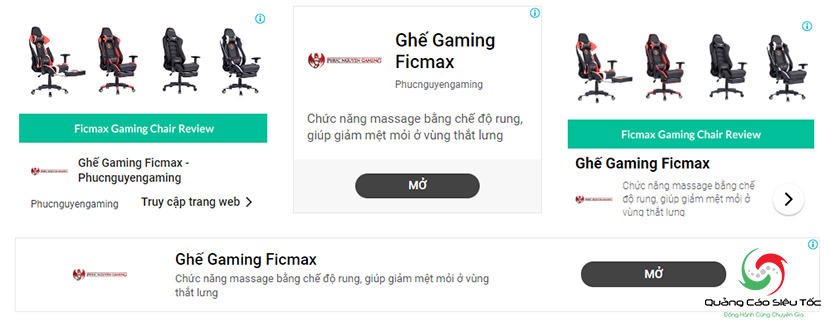 Ficmax Gaming Chair Review
Ghế Gaming Ficmax -
Phucnguyengaming
Phucnguyengaming
Truy cập trang web
PHUC NGUYEN GAMING
Ghế Gaming
Ficmax
Phucnguyengaming
Chức năng massage bằng chế độ rung,
giúp giảm mệt mỏi ở vùng thắt lưng
MỞ
Ficmax Gaming Chair Review
Ghế Gaming Ficmax
Chức năng massage bằng chế
độ rung, giúp giảm mệt mỏi ở
vùng thắt lưng
Ghế Gaming Ficmax
Chức năng massage bằng chế độ rung, giúp giảm mệt mỏi ở vùng
thắt lưng
MỞ
Quảng Cáo Siêu Tốc
Đồng Hành Cùng Chuyên Gia